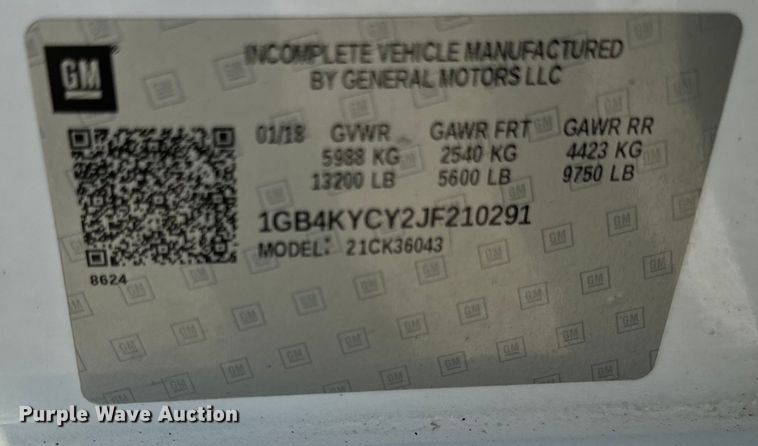 GM
INCOMPLETE VEHICLE MANUFACTURED
BY GENERAL MOTORS LLC
01/18 GVWR GAWR FRT GAWR RR
5988 KG 2540 KG 4423 KG
13200 LB 5600 LB 9750 LB
1GB4KYCY2JF210291
MODEL: 21CK36043
8624
Purple Wave Auction